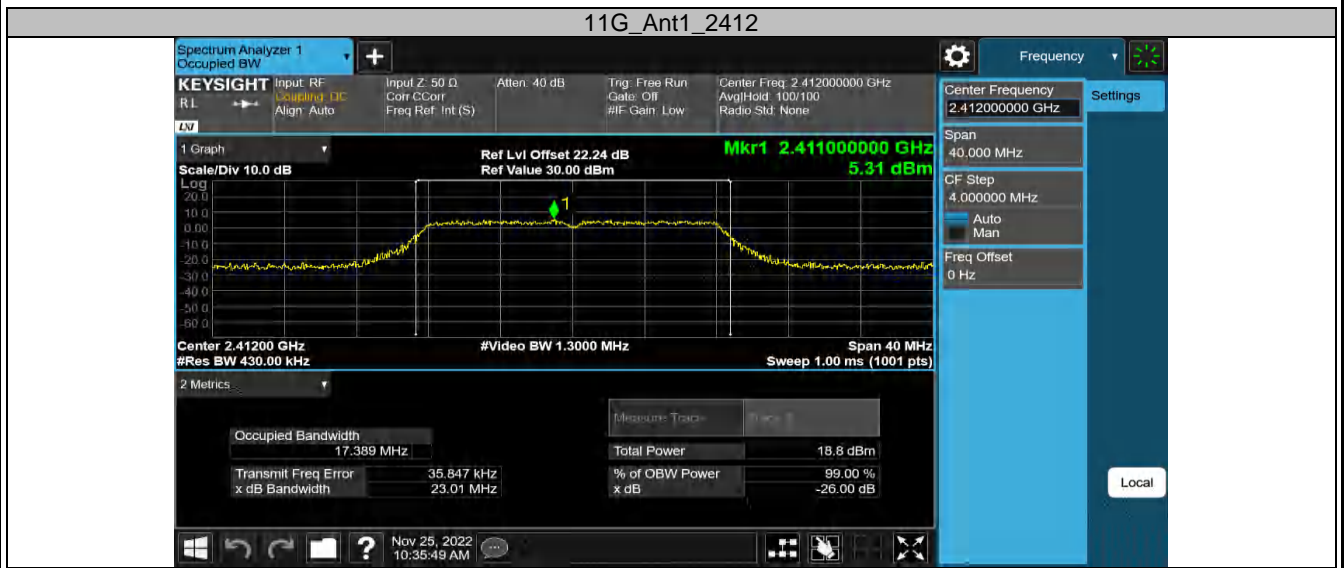 11G_Ant1_2412
Spectrum Analyzer 1
Occupied BW
Frequency
KEYSIGHT
R L
LXI
Input: RF
Coupling: DC
Align: Auto
Input Z: 50 Ω
Corr CCorr
Freq Ref: Int (S)
Atten: 40 dB
Trig: Free Run
Gate: Off
#IF Gain: Low
Center Freq: 2.412000000 GHz
Avg|Hold: 100/100
Radio Std: None
Center Frequency
2.412000000 GHz
Settings
Span
40.000 MHz
CF Step
4.000000 MHz
Auto
Man
Freq Offset
0 Hz
1 Graph
Scale/Div 10.0 dB
Ref Lvl Offset 22.24 dB
Ref Value 30.00 dBm
Mkr1 2.411000000 GHz
5.31 dBm
Log
20.0
10.0
0.00
-10.0
-20.0
-30.0
-40.0
-50.0
-60.0
1
Center 2.41200 GHz
#Res BW 430.00 kHz
#Video BW 1.3000 MHz
Span 40 MHz
Sweep 1.00 ms (1001 pts)
2 Metrics
Measure Trace
Occupied Bandwidth
17.389 MHz
Total Power 18.8 dBm
Transmit Freq Error 35.847 kHz
% of OBW Power 99.00 %
x dB Bandwidth 23.01 MHz
x dB -26.00 dB
Local
?
Nov 25, 2022
10:35:49 AM